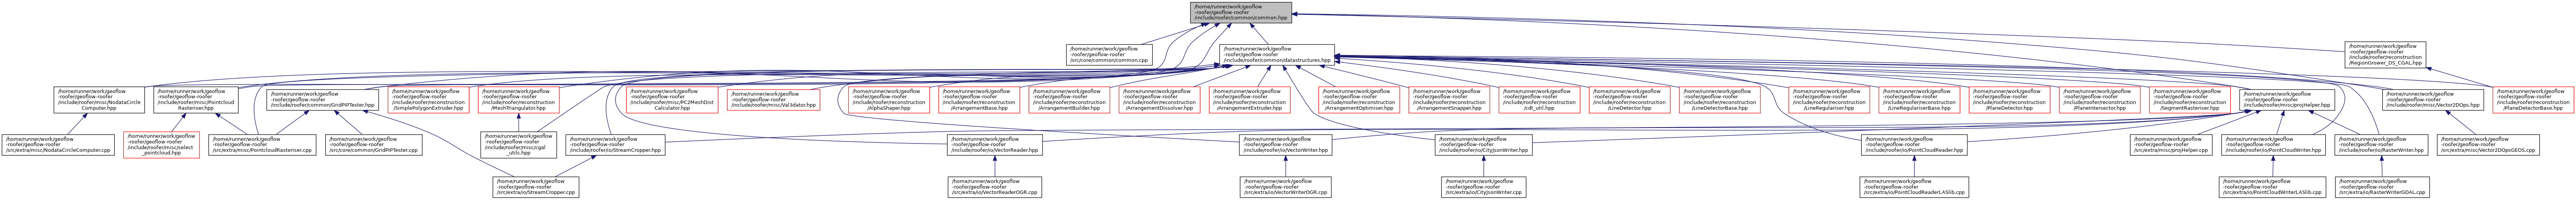 /home/runner/work/geoflow
-roofer/geoflow-roofer
/include/roofer/common/common.hpp
/home/runner/work/geoflow
-roofer/geoflow-roofer
/src/core/common/common.cpp
/home/runner/work/geoflow
-roofer/geoflow-roofer
/include/roofer/common/datastructures.hpp
/home/runner/work/geoflow
-roofer/geoflow-roofer
/include/roofer/reconstruction
/RegionGrower_DS_CGAL.hpp
/home/runner/work/geoflow
-roofer/geoflow-roofer
/include/roofer/misc/NodataCircle
Computer.hpp
/home/runner/work/geoflow
-roofer/geoflow-roofer
/include/roofer/misc/Pointcloud
Rasteriser.hpp
/home/runner/work/geoflow
-roofer/geoflow-roofer
/include/roofer/common/GridPIPTester.hpp
/home/runner/work/geoflow
-roofer/geoflow-roofer
/include/roofer/reconstruction
/SimplePolygonExtruder.hpp
/home/runner/work/geoflow
-roofer/geoflow-roofer
/include/roofer/reconstruction
/MeshTriangulator.hpp
/home/runner/work/geoflow
-roofer/geoflow-roofer
/include/roofer/misc/PC2MeshDist
Calculator.hpp
/home/runner/work/geoflow
-roofer/geoflow-roofer
/include/roofer/misc/Val3dator.hpp
/home/runner/work/geoflow
-roofer/geoflow-roofer
/include/roofer/reconstruction
/AlphaShaper.hpp
/home/runner/work/geoflow
-roofer/geoflow-roofer
/include/roofer/reconstruction
/ArrangementBase.hpp
/home/runner/work/geoflow
-roofer/geoflow-roofer
/include/roofer/reconstruction
/ArrangementBuilder.hpp
/home/runner/work/geoflow
-roofer/geoflow-roofer
/include/roofer/reconstruction
/ArrangementDissolver.hpp
/home/runner/work/geoflow
-roofer/geoflow-roofer
/include/roofer/reconstruction
/ArrangementExtruder.hpp
/home/runner/work/geoflow
-roofer/geoflow-roofer
/include/roofer/reconstruction
/ArrangementOptimiser.hpp
/home/runner/work/geoflow
-roofer/geoflow-roofer
/include/roofer/reconstruction
/ArrangementSnapper.hpp
/home/runner/work/geoflow
-roofer/geoflow-roofer
/include/roofer/reconstruction
/cdt_util.hpp
/home/runner/work/geoflow
-roofer/geoflow-roofer
/include/roofer/reconstruction
/LineDetector.hpp
/home/runner/work/geoflow
-roofer/geoflow-roofer
/include/roofer/reconstruction
/LineDetectorBase.hpp
/home/runner/work/geoflow
-roofer/geoflow-roofer
/include/roofer/reconstruction
/LineRegulariser.hpp
/home/runner/work/geoflow
-roofer/geoflow-roofer
/include/roofer/reconstruction
/LineRegulariserBase.hpp
/home/runner/work/geoflow
-roofer/geoflow-roofer
/include/roofer/reconstruction
/PlaneDetector.hpp
/home/runner/work/geoflow
-roofer/geoflow-roofer
/include/roofer/reconstruction
/PlaneIntersector.hpp
/home/runner/work/geoflow
-roofer/geoflow-roofer
/include/roofer/reconstruction
/SegmentRasteriser.hpp
/home/runner/work/geoflow
-roofer/geoflow-roofer
/include/roofer/misc/projHelper.hpp
/home/runner/work/geoflow
-roofer/geoflow-roofer
/include/roofer/misc/Vector2DOps.hpp
/home/runner/work/geoflow
-roofer/geoflow-roofer
/include/roofer/reconstruction
/PlaneDetectorBase.hpp
/home/runner/work/geoflow
-roofer/geoflow-roofer
/src/extra/misc/NodataCircleComputer.cpp
/home/runner/work/geoflow
-roofer/geoflow-roofer
/include/roofer/misc/select
_pointcloud.hpp
/home/runner/work/geoflow
-roofer/geoflow-roofer
/src/extra/misc/PointcloudRasteriser.cpp
/home/runner/work/geoflow
-roofer/geoflow-roofer
/src/core/common/GridPIPTester.cpp
/home/runner/work/geoflow
-roofer/geoflow-roofer
/include/roofer/misc/cgal
_utils.hpp
/home/runner/work/geoflow
-roofer/geoflow-roofer
/include/roofer/io/StreamCropper.hpp
/home/runner/work/geoflow
-roofer/geoflow-roofer
/include/roofer/io/VectorReader.hpp
/home/runner/work/geoflow
-roofer/geoflow-roofer
/include/roofer/io/VectorWriter.hpp
/home/runner/work/geoflow
-roofer/geoflow-roofer
/include/roofer/io/CityJsonWriter.hpp
/home/runner/work/geoflow
-roofer/geoflow-roofer
/include/roofer/io/PointCloudReader.hpp
/home/runner/work/geoflow
-roofer/geoflow-roofer
/src/extra/misc/projHelper.cpp
/home/runner/work/geoflow
-roofer/geoflow-roofer
/include/roofer/io/PointCloudWriter.hpp
/home/runner/work/geoflow
-roofer/geoflow-roofer
/include/roofer/io/RasterWriter.hpp
/home/runner/work/geoflow
-roofer/geoflow-roofer
/src/extra/misc/Vector2DOpsGEOS.cpp
/home/runner/work/geoflow
-roofer/geoflow-roofer
/src/extra/io/StreamCropper.cpp
/home/runner/work/geoflow
-roofer/geoflow-roofer
/src/extra/io/VectorReaderOGR.cpp
/home/runner/work/geoflow
-roofer/geoflow-roofer
/src/extra/io/VectorWriterOGR.cpp
/home/runner/work/geoflow
-roofer/geoflow-roofer
/src/extra/io/CityJsonWriter.cpp
/home/runner/work/geoflow
-roofer/geoflow-roofer
/src/extra/io/PointCloudReaderLASlib.cpp
/home/runner/work/geoflow
-roofer/geoflow-roofer
/src/extra/io/PointCloudWriterLASlib.cpp
/home/runner/work/geoflow
-roofer/geoflow-roofer
/src/extra/io/RasterWriterGDAL.cpp